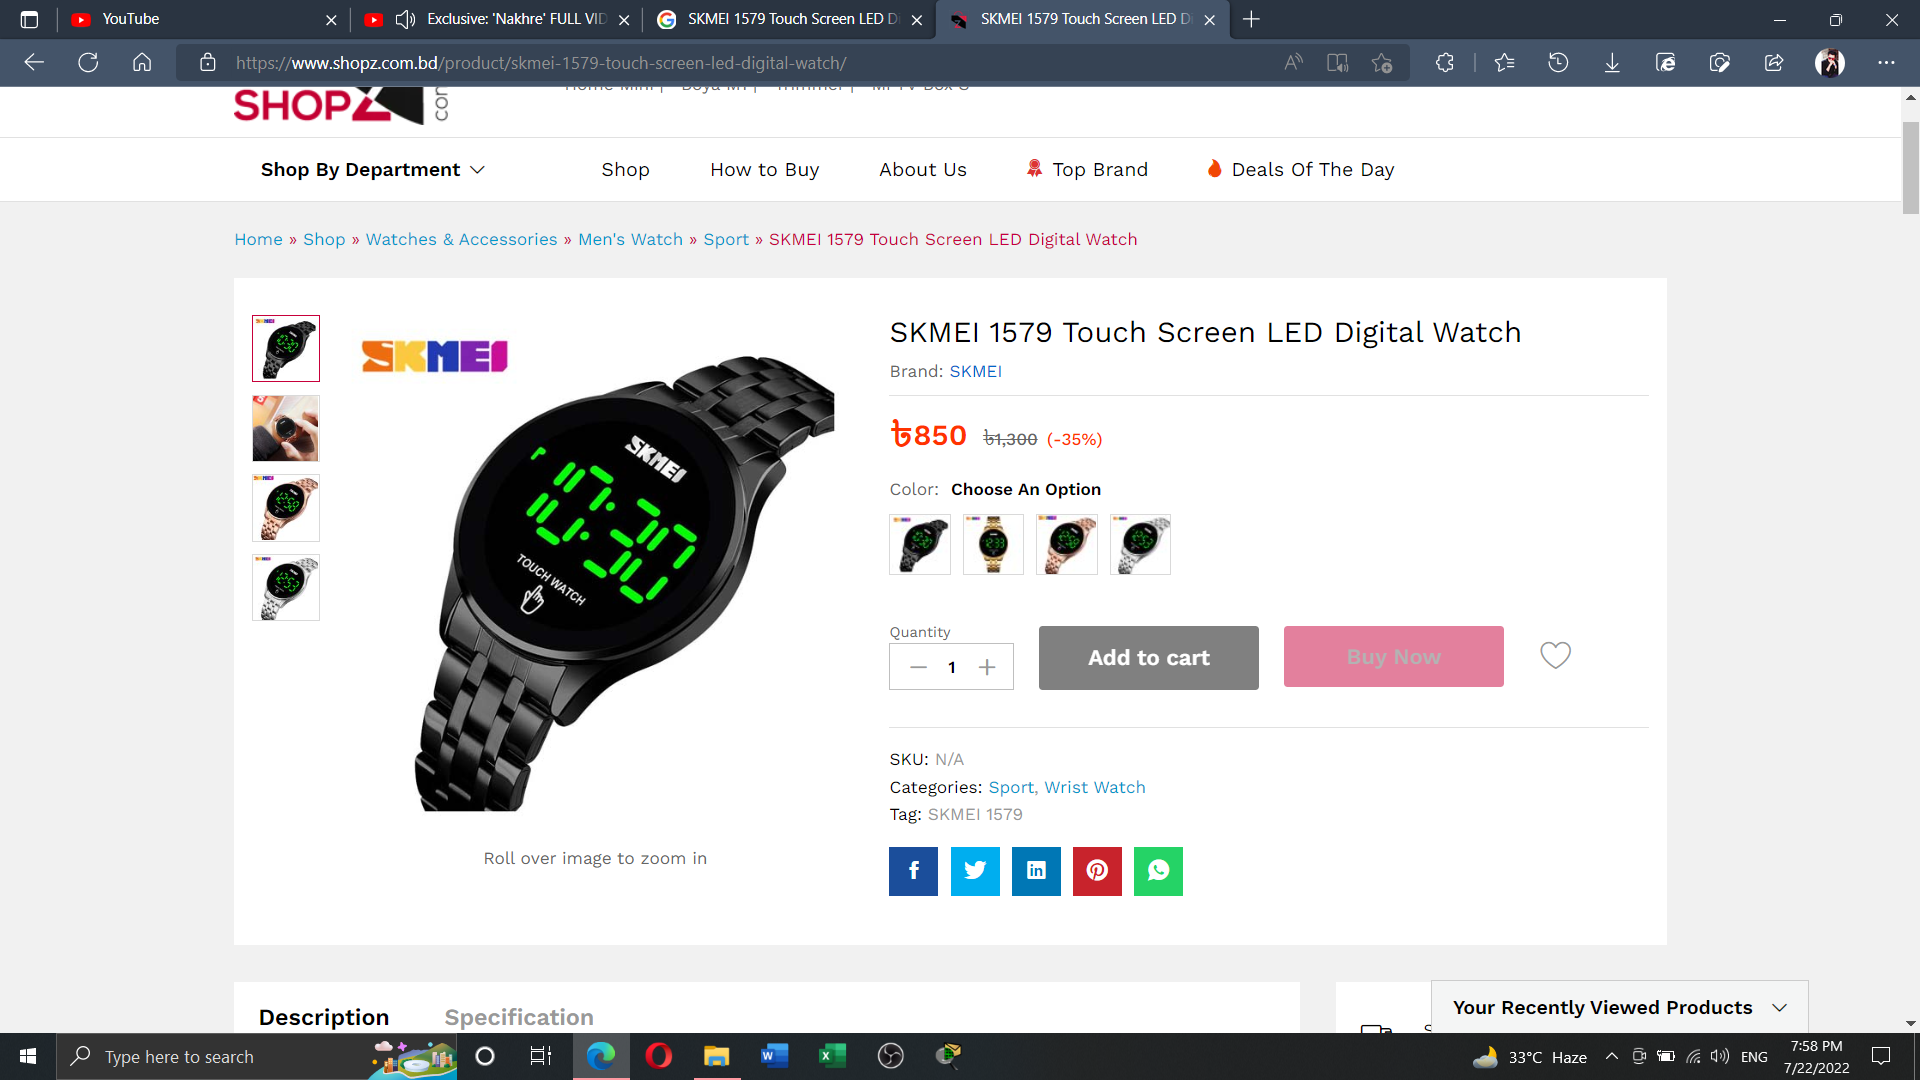 YouTube
Exclusive: 'Nakhre' FULL VID
SKMEI 1579 Touch Screen LED D
SKMEI 1579 Touch Screen LED D
https://www.shopz.com.bd/product/skmei-1579-touch-screen-led-digital-watch/
SHOPZ
Shop By Department
Shop
How to Buy
About Us
Top Brand
Deals Of The Day
Home » Shop » Watches & Accessories » Men's Watch » Sport » SKMEI 1579 Touch Screen LED Digital Watch
SKMEI
SKMEI
10:30
TOUCH WATCH
Roll over image to zoom in
SKMEI 1579 Touch Screen LED Digital Watch
Brand: SKMEI
৳850 ৳1,300 (-35%)
Color: Choose An Option
Quantity
1
Add to cart
Buy Now
SKU: N/A
Categories: Sport, Wrist Watch
Tag: SKMEI 1579
Description
Specification
Your Recently Viewed Products
Type here to search
33°C Haze
ENG
7:58 PM
7/22/2022